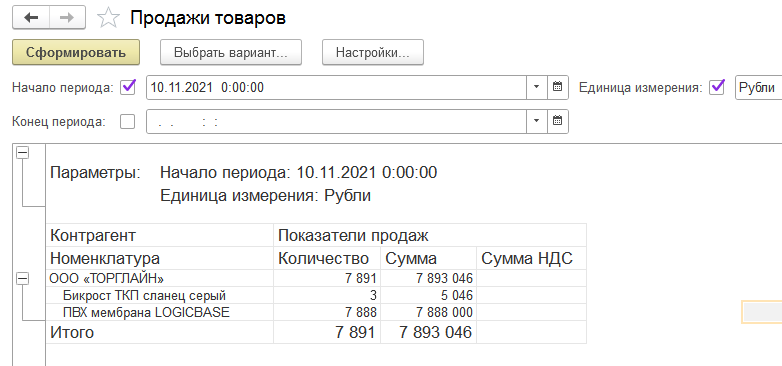 Продажи товаров
Сформировать Выбрать вариант... Настройки...
Начало периода: 10.11.2021 0:00:00 Единица измерения: Рубли
Конец периода: . . : :
Параметры: Начало периода: 10.11.2021 0:00:00
Единица измерения: Рубли
Контрагент Показатели продаж
Номенклатура Количество Сумма Сумма НДС
ООО «ТОРГЛАЙН» 7 891 7 893 046
Бикрост ТКП сланец серый 3 5 046
ПВХ мембрана LOGICBASE 7 888 7 888 000
Итого 7 891 7 893 046